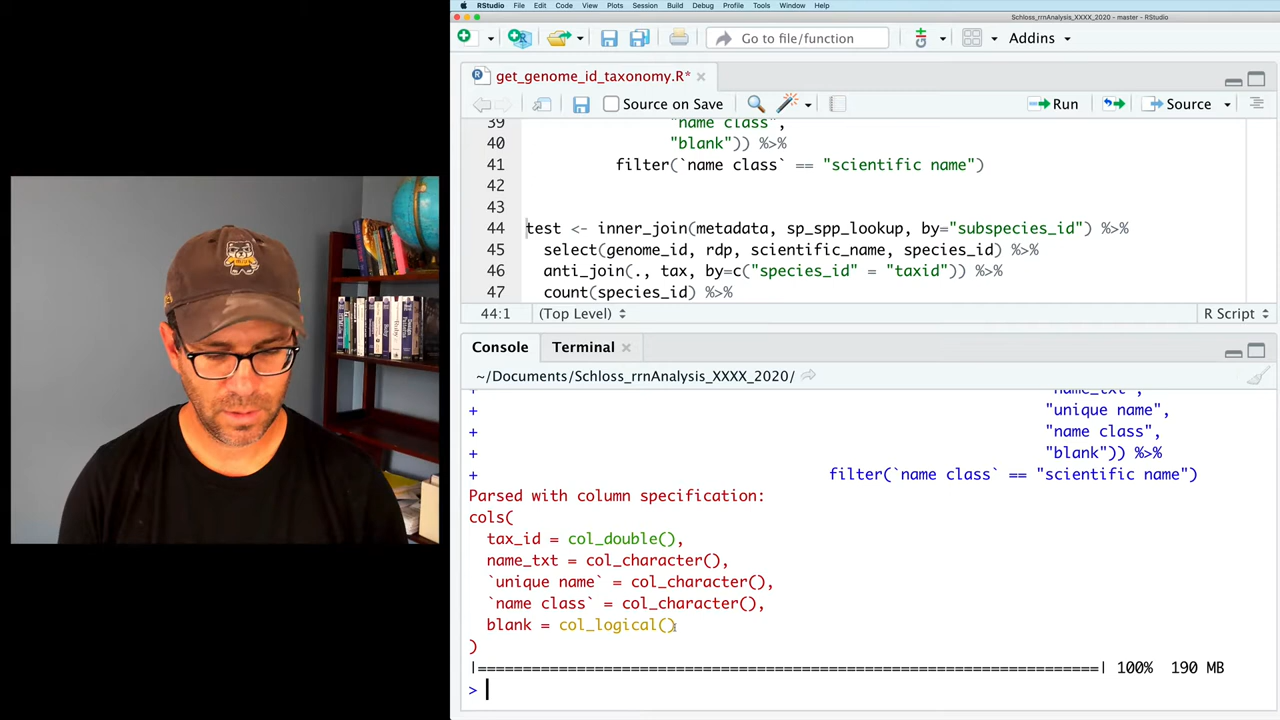 RStudio File Edit Code View Plots Session Build Debug Profile Tools Window Help
Schloss_rrnAnalysis_XXXX_2020 - master - RStudio
Go to file/function
Addins
get_genome_id_taxonomy.R*
Source on Save
Run
Source
39 "name class",
40 "blank")) %>%
41 filter(`name class` == "scientific name")
42
43
44 test <- inner_join(metadata, sp_spp_lookup, by="subspecies_id") %>%
45 select(genome_id, rdp, scientific_name, species_id) %>%
46 anti_join(., tax, by=c("species_id" = "taxid")) %>%
47 count(species_id) %>%
44:1 (Top Level) R Script
Console Terminal
~/Documents/Schloss_rrnAnalysis_XXXX_2020/
"name_txt",
+ "unique name",
+ "name class",
+ "blank")) %>%
+ filter(`name class` == "scientific name")
Parsed with column specification:
cols(
tax_id = col_double(),
name_txt = col_character(),
`unique name` = col_character(),
`name class` = col_character(),
blank = col_logical()
)
|======================================================================| 100% 190 MB
>